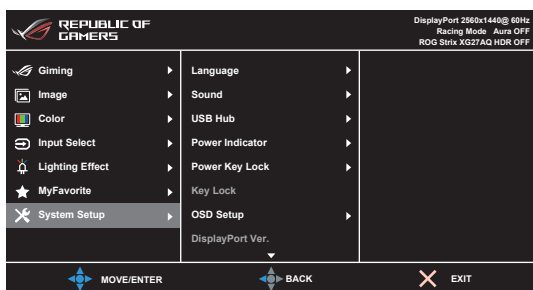 REPUBLIC OF
GAMERS
DisplayPort 2560x1440@ 60Hz
Racing Mode Aura OFF
ROG Strix XG27AQ HDR OFF
Giming
Image
Color
Input Select
Lighting Effect
MyFavorite
System Setup
Language
Sound
USB Hub
Power Indicator
Power Key Lock
Key Lock
OSD Setup
DisplayPort Ver.
MOVE/ENTER
BACK
EXIT